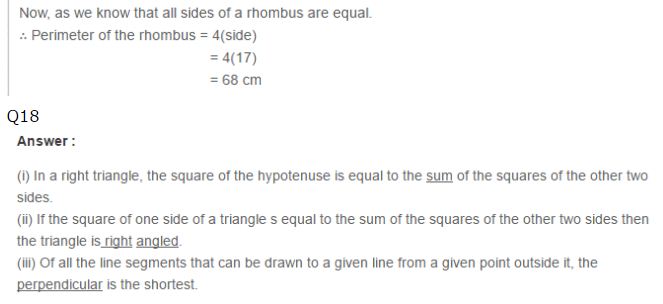 Now, as we know that all sides of a rhombus are equal.
∴ Perimeter of the rhombus = 4(side)
= 4(17)
= 68 cm
Q18
Answer :
(i) In a right triangle, the square of the hypotenuse is equal to the sum of the squares of the other two
sides.
(ii) If the square of one side of a triangle s equal to the sum of the squares of the other two sides then
the triangle is right angled.
(iii) Of all the line segments that can be drawn to a given line from a given point outside it, the
perpendicular is the shortest.